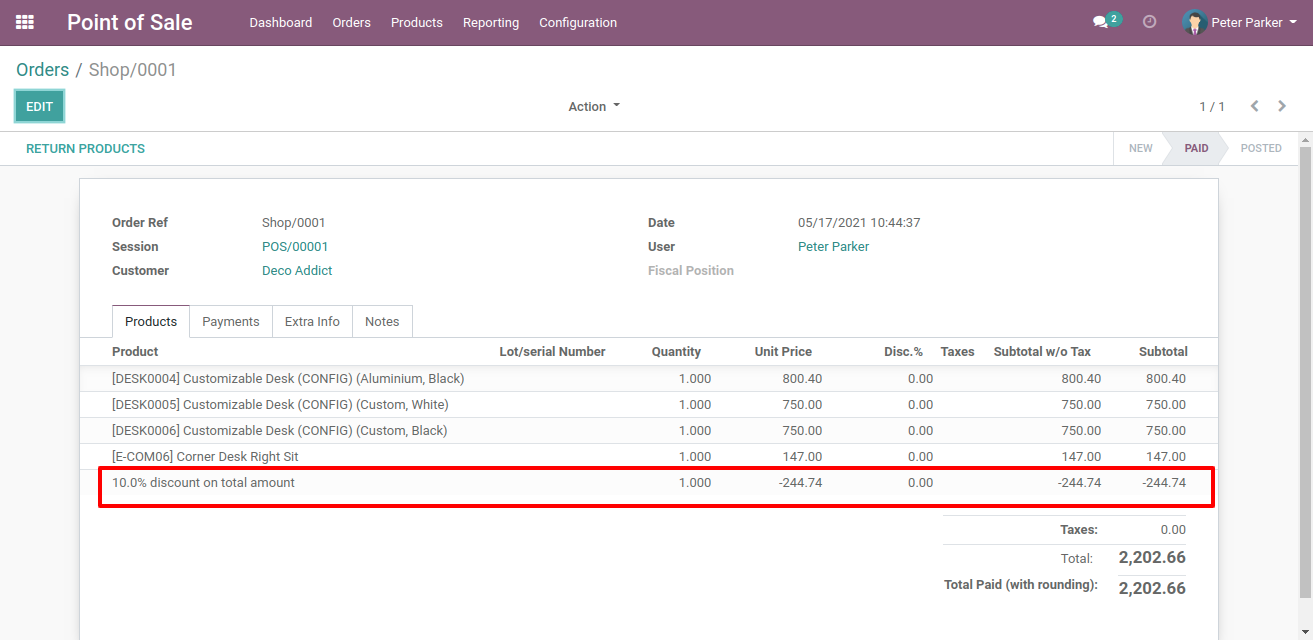 Point of Sale Dashboard Orders Products Reporting Configuration 2 Peter Parker
Orders / Shop/0001
EDIT Action 1 / 1
RETURN PRODUCTS NEW PAID POSTED
Order Ref Shop/0001 Date 05/17/2021 10:44:37
Session POS/00001 User Peter Parker
Customer Deco Addict Fiscal Position
Products Payments Extra Info Notes
Product Lot/serial Number Quantity Unit Price Disc.% Taxes Subtotal w/o Tax Subtotal
[DESK0004] Customizable Desk (CONFIG) (Aluminium, Black) 1.000 800.40 0.00 800.40 800.40
[DESK0005] Customizable Desk (CONFIG) (Custom, White) 1.000 750.00 0.00 750.00 750.00
[DESK0006] Customizable Desk (CONFIG) (Custom, Black) 1.000 750.00 0.00 750.00 750.00
[E-COM06] Corner Desk Right Sit 1.000 147.00 0.00 147.00 147.00
10.0% discount on total amount 1.000 -244.74 0.00 -244.74 -244.74
Taxes: 0.00
Total: 2,202.66
Total Paid (with rounding): 2,202.66